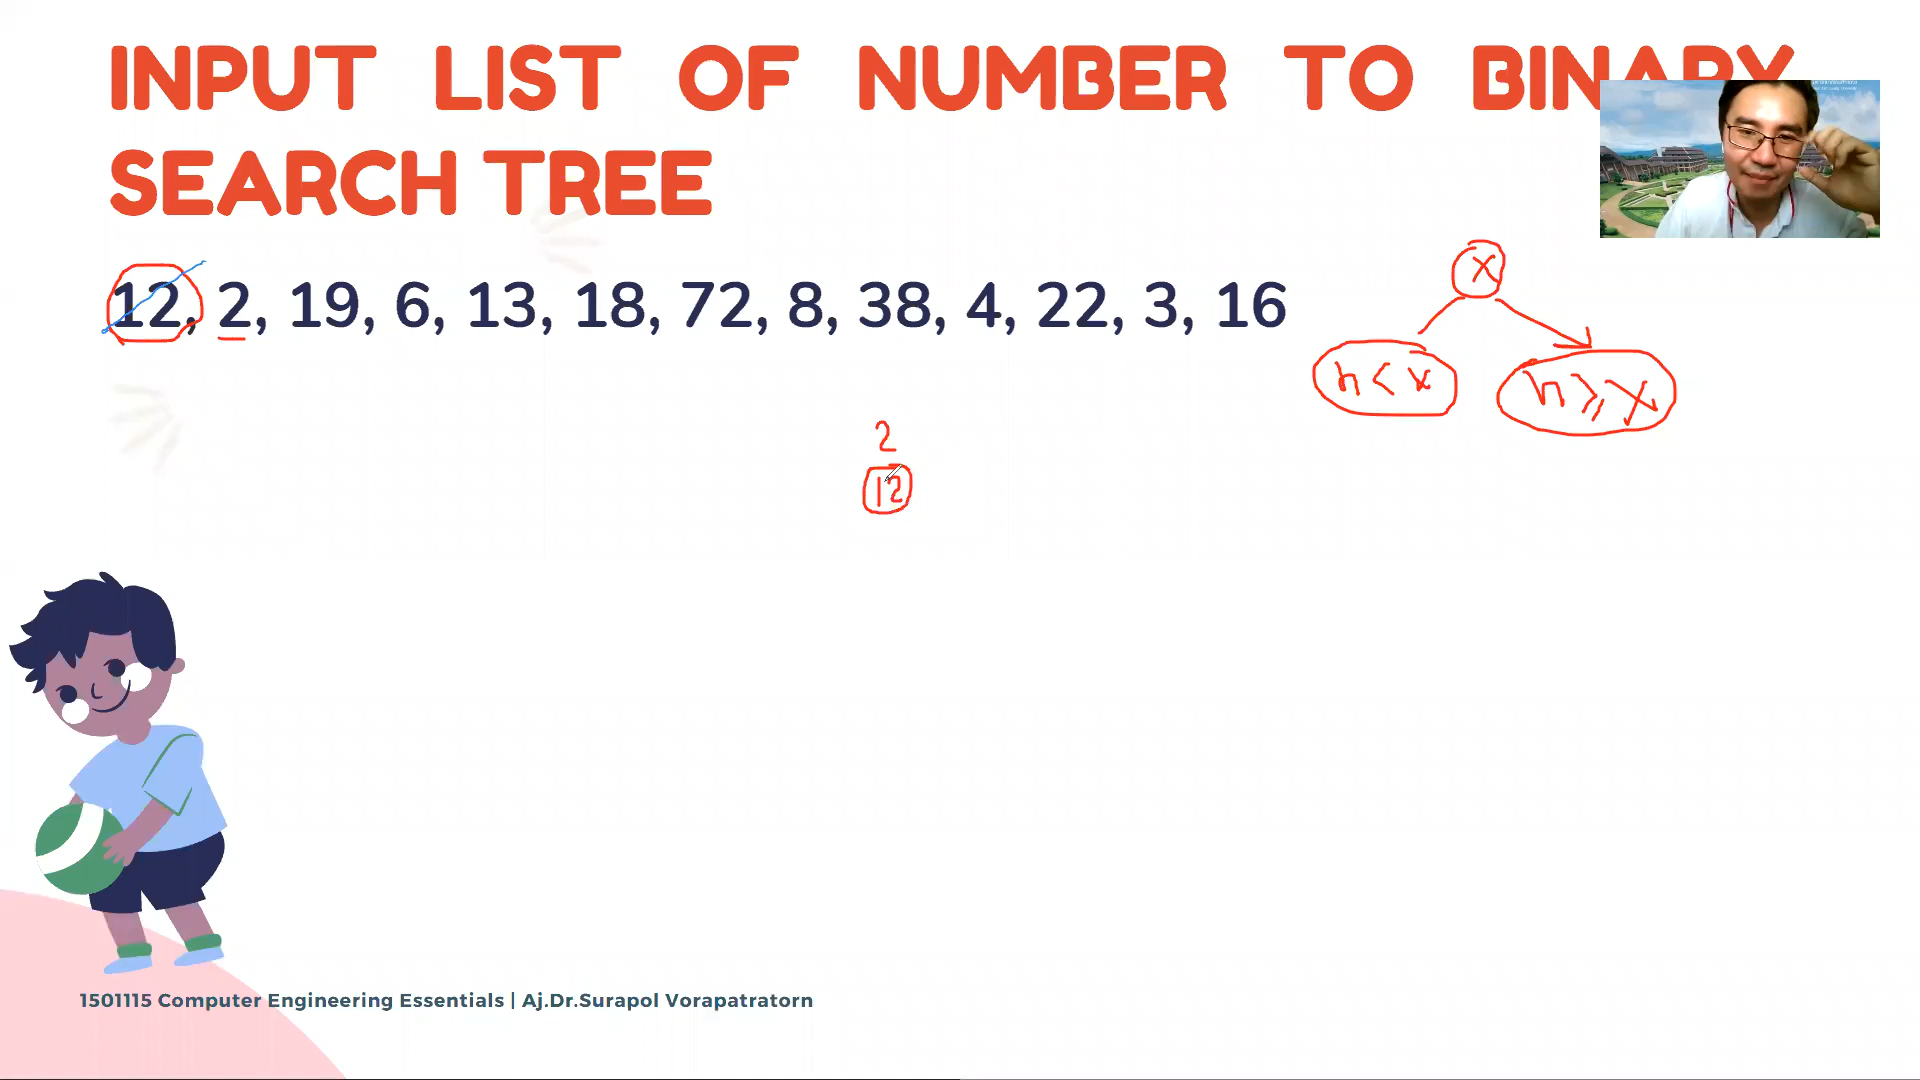 INPUT LIST OF NUMBER TO BINARY
SEARCH TREE
12, 2, 19, 6, 13, 18, 72, 8, 38, 4, 22, 3, 16
x
n < x
n ⩾ x
2
12
1501115 Computer Engineering Essentials | Aj.Dr.Surapol Vorapatratorn